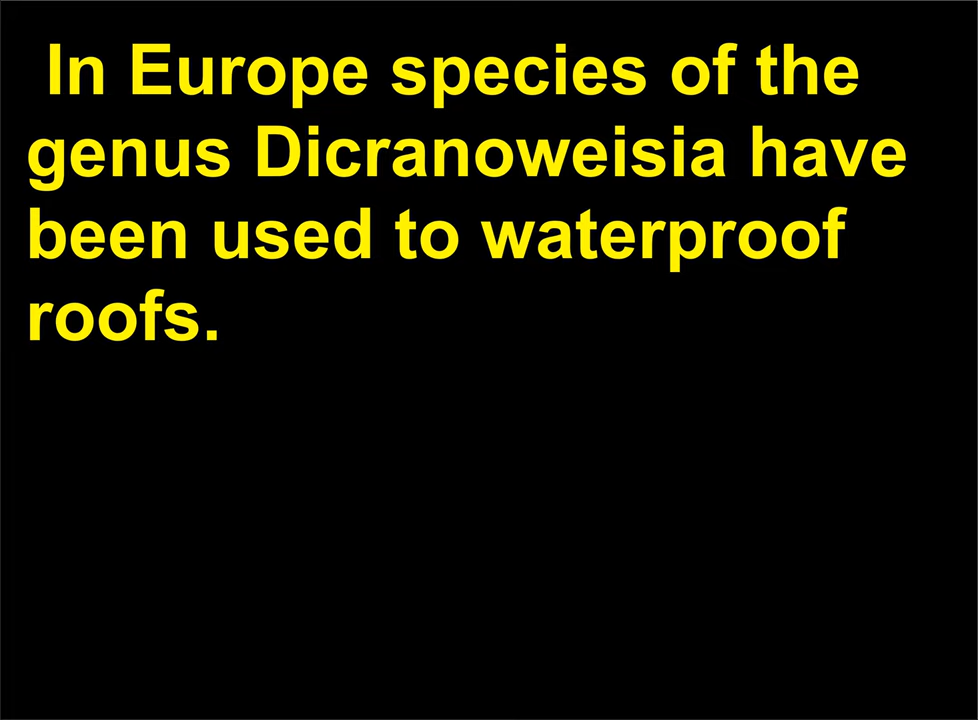 In Europe species of the
genus Dicranoweisia have
been used to waterproof
roofs.